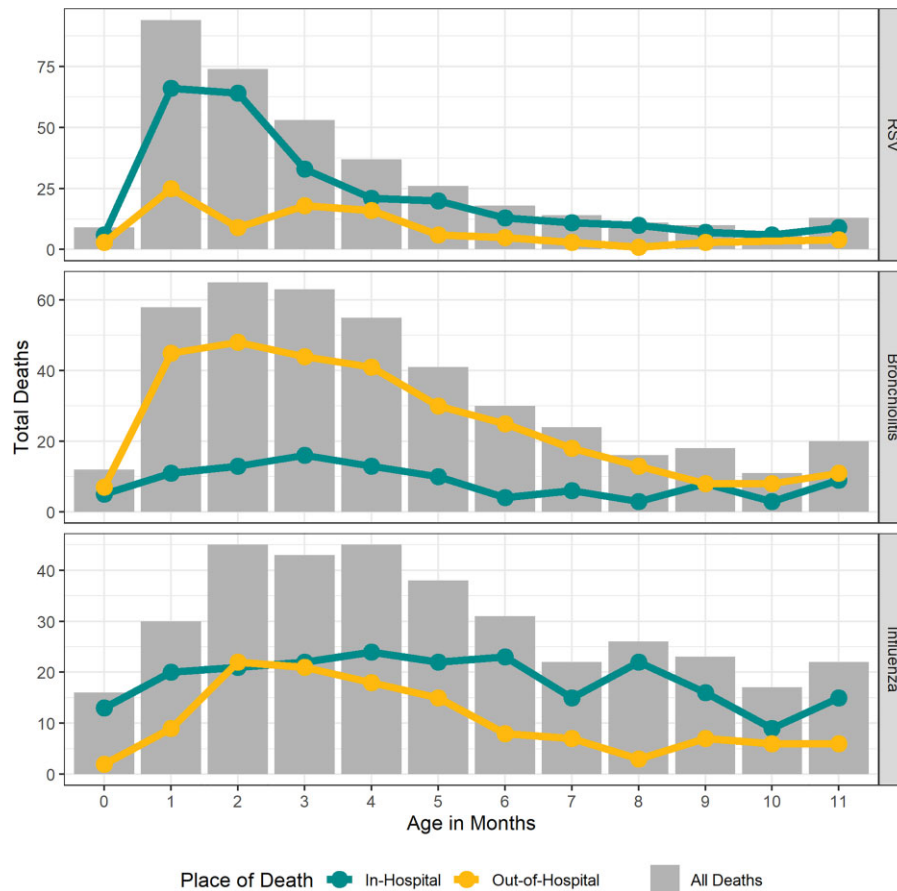 75
50
25
0
RSV
60
40
20
0
Bronchiolitis
Total Deaths
40
30
20
10
0
Influenza
0 1 2 3 4 5 6 7 8 9 10 11
Age in Months
Place of Death In-Hospital Out-of-Hospital All Deaths